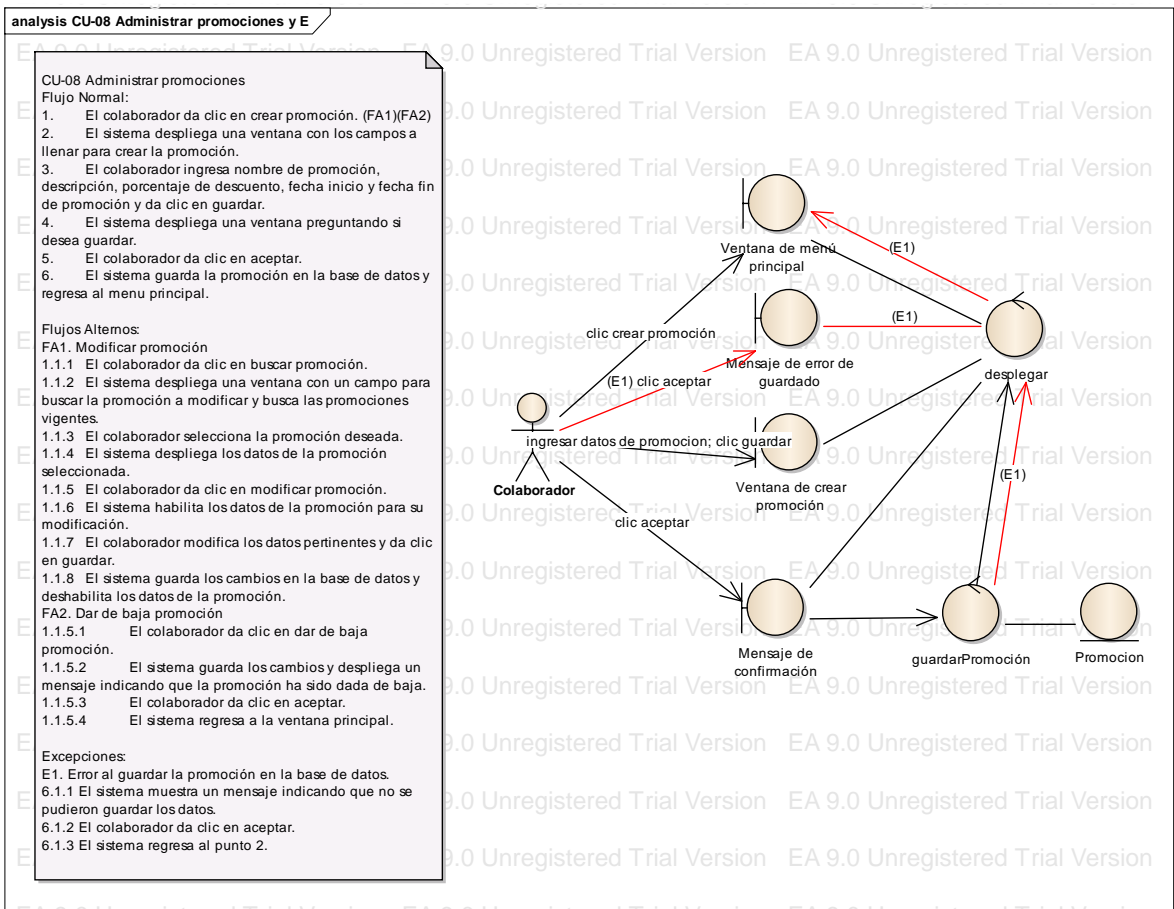 analysis CU-08 Administrar promociones y E
CU-08 Administrar promociones
Flujo Normal:
1. El colaborador da clic en crear promoción. (FA1)(FA2)
2. El sistema despliega una ventana con los campos a
llenar para crear la promoción.
3. El colaborador ingresa nombre de promoción,
descripción, porcentaje de descuento, fecha inicio y fecha fin
de promoción y da clic en guardar.
4. El sistema despliega una ventana preguntando si
desea guardar.
5. El colaborador da clic en aceptar.
6. El sistema guarda la promoción en la base de datos y
regresa al menu principal.
Flujos Alternos:
FA1. Modificar promoción
1.1.1 El colaborador da clic en buscar promoción.
1.1.2 El sistema despliega una ventana con un campo para
buscar la promoción a modificar y busca las promociones
vigentes.
1.1.3 El colaborador selecciona la promoción deseada.
1.1.4 El sistema despliega los datos de la promoción
seleccionada.
1.1.5 El colaborador da clic en modificar promoción.
1.1.6 El sistema habilita los datos de la promoción para su
modificación.
1.1.7 El colaborador modifica los datos pertinentes y da clic
en guardar.
1.1.8 El sistema guarda los cambios en la base de datos y
deshabilita los datos de la promoción.
FA2. Dar de baja promoción
1.1.5.1 El colaborador da clic en dar de baja
promoción.
1.1.5.2 El sistema guarda los cambios y despliega un
mensaje indicando que la promoción ha sido dada de baja.
1.1.5.3 El colaborador da clic en aceptar.
1.1.5.4 El sistema regresa a la ventana principal.
Excepciones:
E1. Error al guardar la promoción en la base de datos.
6.1.1 El sistema muestra un mensaje indicando que no se
pudieron guardar los datos.
6.1.2 El colaborador da clic en aceptar.
6.1.3 El sistema regresa al punto 2.
Ventana de menú
principal
(E1)
clic crear promoción
(E1)
Mensaje de error de
guardado
(E1) clic aceptar
desplegar
ingresar datos de promocion; clic guardar
Colaborador
Ventana de crear
promoción
(E1)
clic aceptar
Mensaje de
confirmación
guardarPromoción
Promocion
EA 9.0 Unregistered Trial Version EA 9.0 Unregistered Trial Version